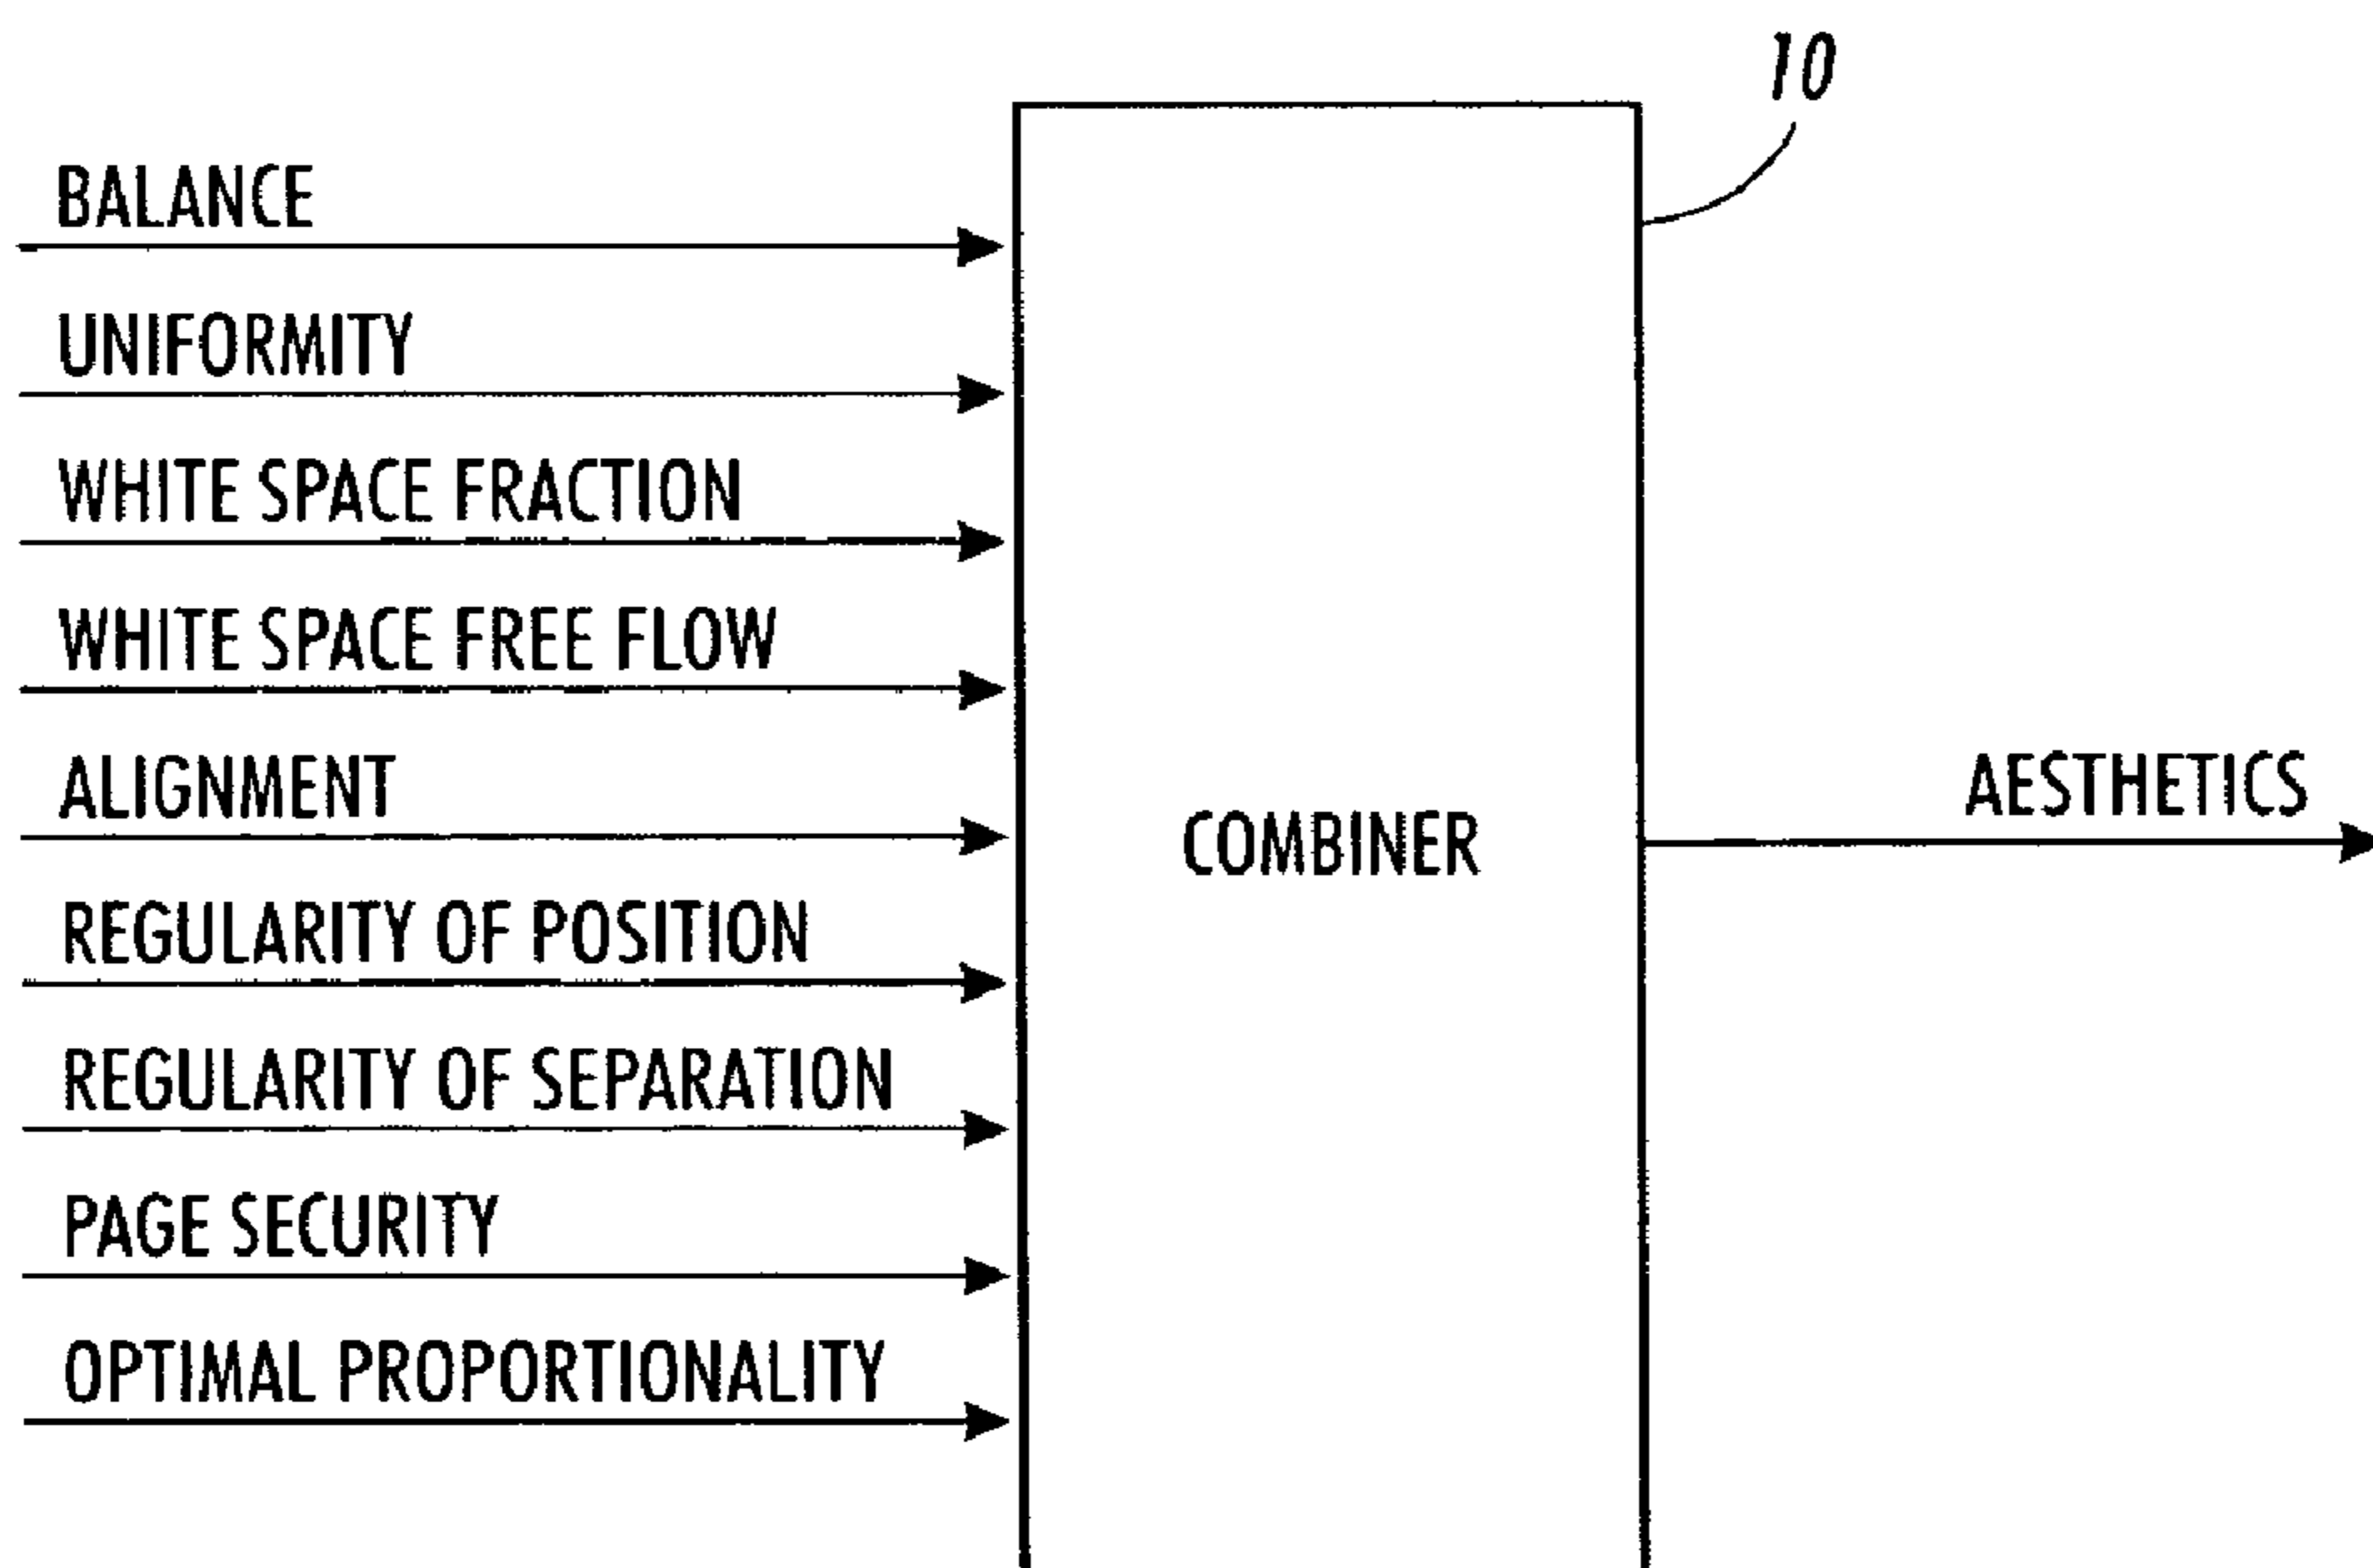 10
BALANCE
UNIFORMITY
WHITE SPACE FRACTION
WHITE SPACE FREE FLOW
ALIGNMENT
REGULARITY OF POSITION
REGULARITY OF SEPARATION
PAGE SECURITY
OPTIMAL PROPORTIONALITY
COMBINER
AESTHETICS